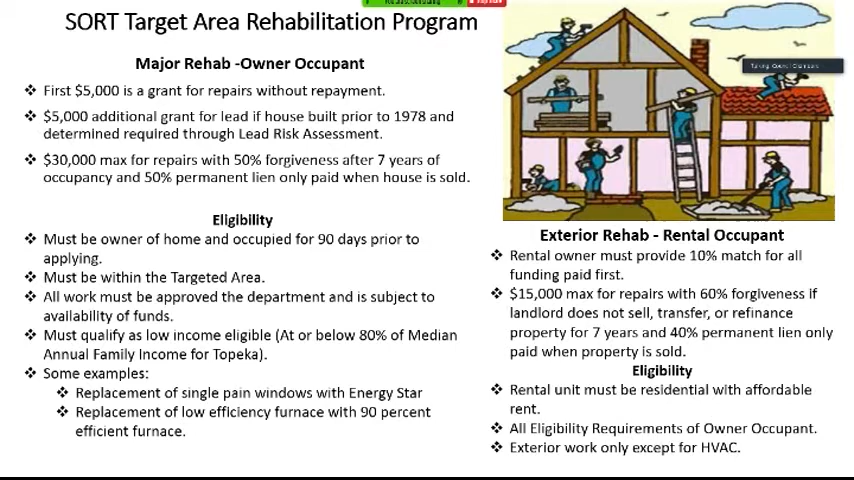 SORT Target Area Rehabilitation Program
Major Rehab -Owner Occupant
❖ First $5,000 is a grant for repairs without repayment.
❖ $5,000 additional grant for lead if house built prior to 1978 and
determined required through Lead Risk Assessment.
❖ $30,000 max for repairs with 50% forgiveness after 7 years of
occupancy and 50% permanent lien only paid when house is sold.
Eligibility
❖ Must be owner of home and occupied for 90 days prior to
applying.
❖ Must be within the Targeted Area.
❖ All work must be approved the department and is subject to
availability of funds.
❖ Must qualify as low income eligible (At or below 80% of Median
Annual Family Income for Topeka).
❖ Some examples:
❖ Replacement of single pain windows with Energy Star
❖ Replacement of low efficiency furnace with 90 percent
efficient furnace.
Talking: Council Chambers
Exterior Rehab - Rental Occupant
❖ Rental owner must provide 10% match for all
funding paid first.
❖ $15,000 max for repairs with 60% forgiveness if
landlord does not sell, transfer, or refinance
property for 7 years and 40% permanent lien only
paid when property is sold.
Eligibility
❖ Rental unit must be residential with affordable
rent.
❖ All Eligibility Requirements of Owner Occupant.
❖ Exterior work only except for HVAC.